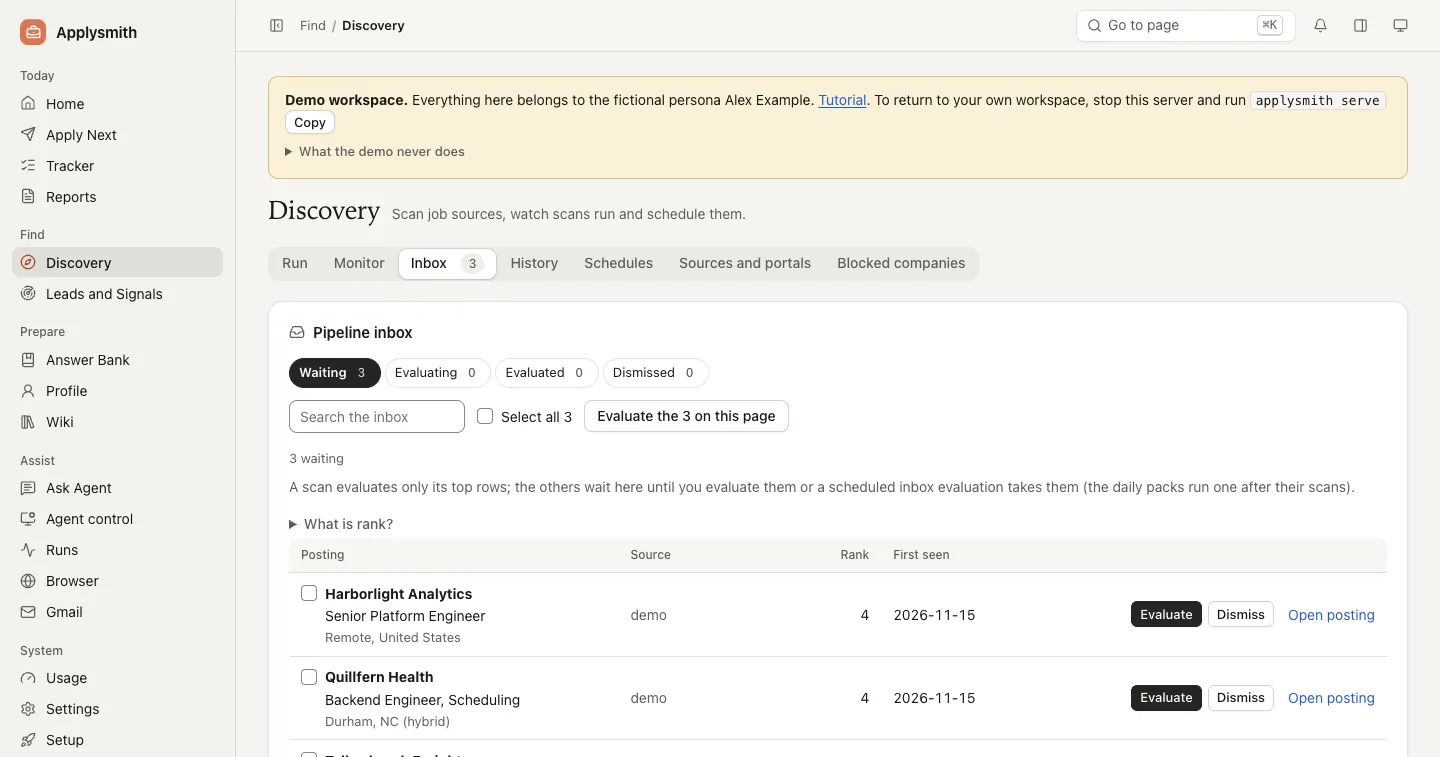 Applysmith
Today
Home
Apply Next
Tracker
Reports
Find
Discovery
Leads and Signals
Prepare
Answer Bank
Profile
Wiki
Assist
Ask Agent
Agent control
Runs
Browser
Gmail
System
Usage
Settings
Setup
Find / Discovery
Go to page ⌘K
Demo workspace. Everything here belongs to the fictional persona Alex Example. Tutorial. To return to your own workspace, stop this server and run applysmith serve
Copy
What the demo never does
Discovery Scan job sources, watch scans run and schedule them.
Run Monitor Inbox 3 History Schedules Sources and portals Blocked companies
Pipeline inbox
Waiting 3 Evaluating 0 Evaluated 0 Dismissed 0
Search the inbox Select all 3 Evaluate the 3 on this page
3 waiting
A scan evaluates only its top rows; the others wait here until you evaluate them or a scheduled inbox evaluation takes them (the daily packs run one after their scans).
What is rank?
Posting Source Rank First seen
Harborlight Analytics
Senior Platform Engineer demo 4 2026-11-15 Evaluate Dismiss Open posting
Remote, United States
Quillfern Health
Backend Engineer, Scheduling demo 4 2026-11-15 Evaluate Dismiss Open posting
Durham, NC (hybrid)